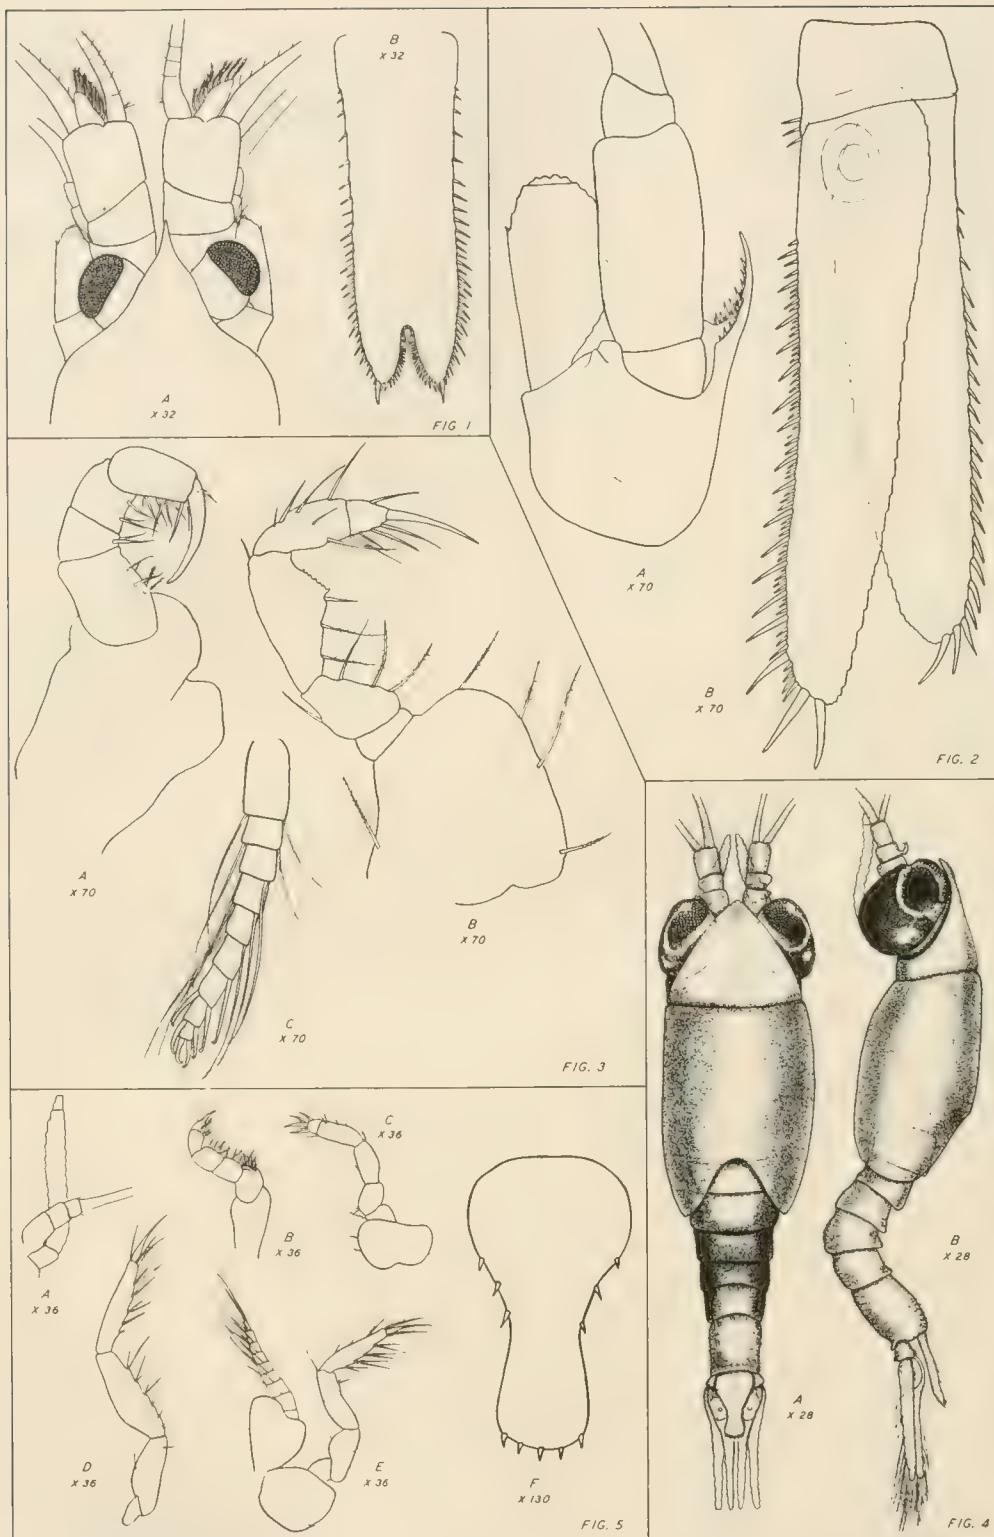 A
X 32
B
X 32
FIG 1
A
X 70
B
X 70
FIG. 2
A
X 70
B
X 70
C
X 70
FIG. 3
A
X 28
B
X 28
FIG. 4
A
X 36
B
X 36
C
X 36
D
X 36
E
X 36
F
X 130
FIG. 5